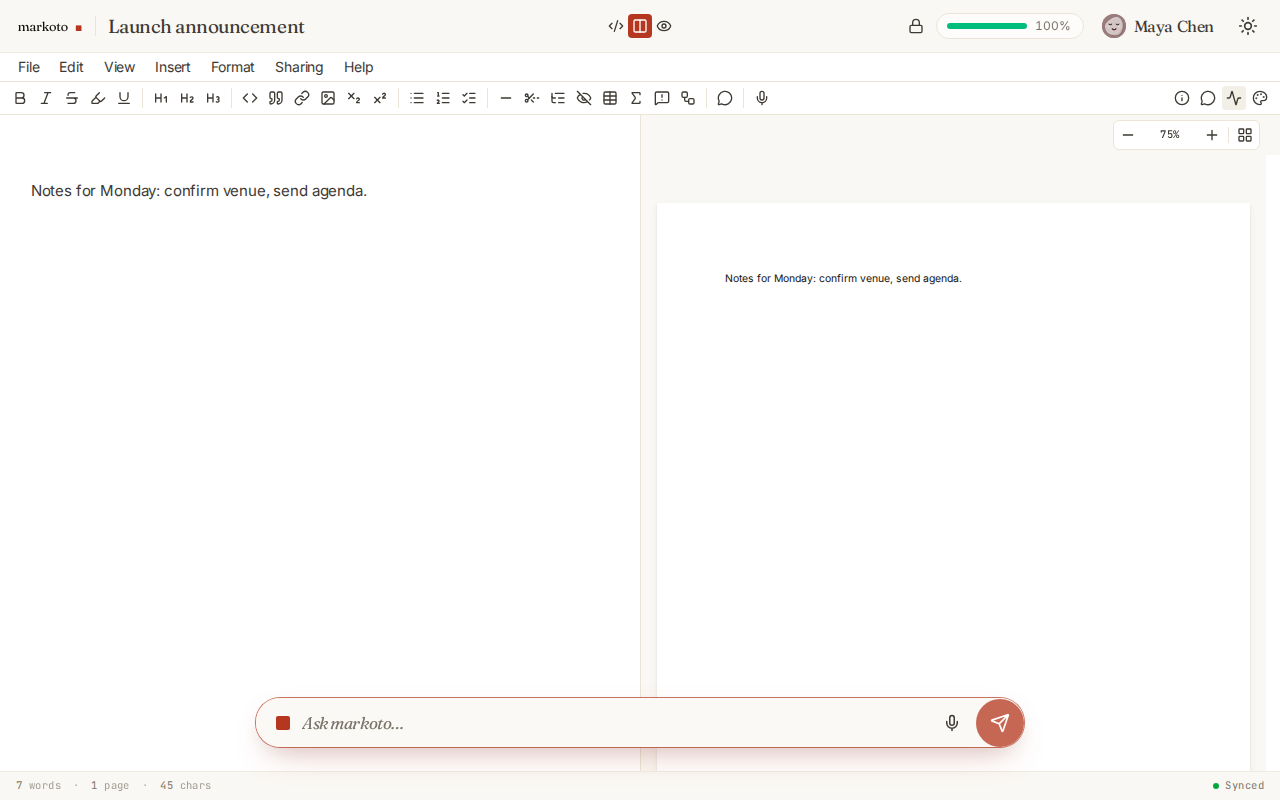 markoto
Launch announcement
100%
Maya Chen
File Edit View Insert Format Sharing Help
H1 H2 H3
75%
Notes for Monday: confirm venue, send agenda.
Notes for Monday: confirm venue, send agenda.
Ask markoto...
7 words · 1 page · 45 chars
Synced